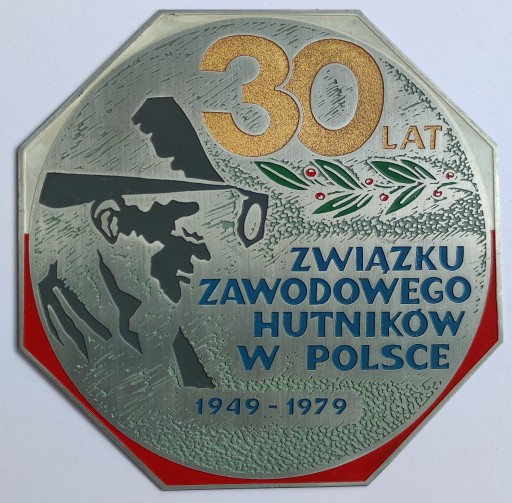 30 LAT
ZWIĄZKU
ZAWODOWEGO
HUTNIKÓW
W POLSCE
1949-1979